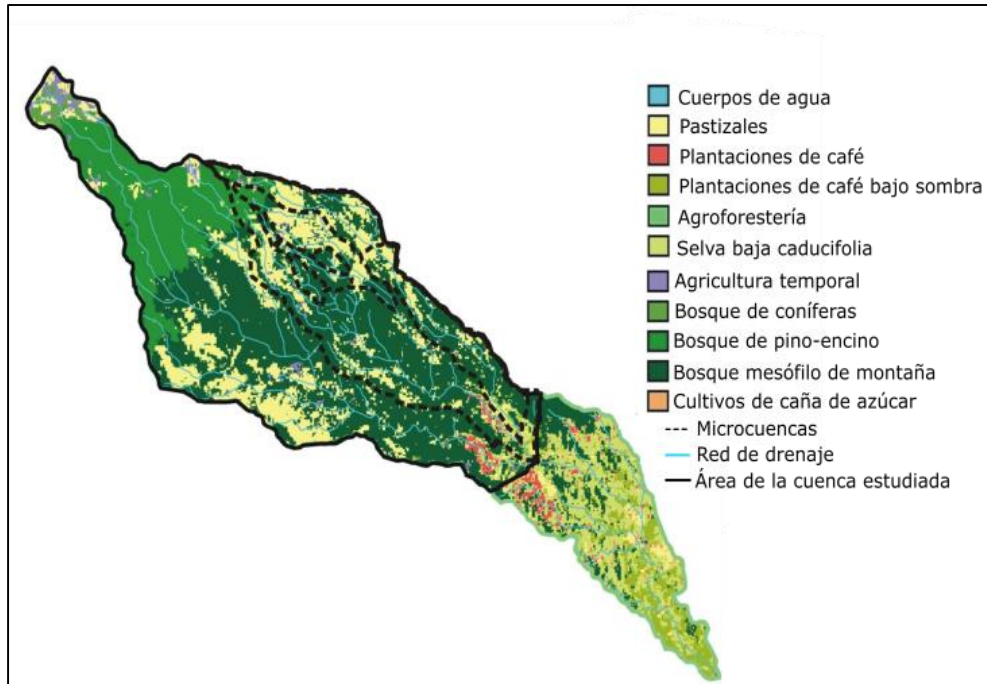 Cuerpos de agua
Pastizales
Plantaciones de café
Plantaciones de café bajo sombra
Agroforestería
Selva baja caducifolia
Agricultura temporal
Bosque de coníferas
Bosque de pino-encino
Bosque mesófilo de montaña
Cultivos de caña de azúcar
Microcuencas
Red de drenaje
Área de la cuenca estudiada